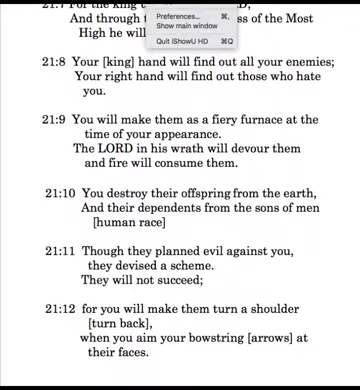 21:7 For the king t
D,
And through t
ss of the Most
High he will
Preferences... ⌘,
Show main window
Quit iShowU HD ⌘Q
21:8 Your [king] hand will find out all your enemies;
Your right hand will find out those who hate
you.
21:9 You will make them as a fiery furnace at the
time of your appearance.
The LORD in his wrath will devour them
and fire will consume them.
21:10 You destroy their offspring from the earth,
And their dependents from the sons of men
[human race]
21:11 Though they planned evil against you,
they devised a scheme.
They will not succeed;
21:12 for you will make them turn a shoulder
[turn back],
when you aim your bowstring [arrows] at
their faces.